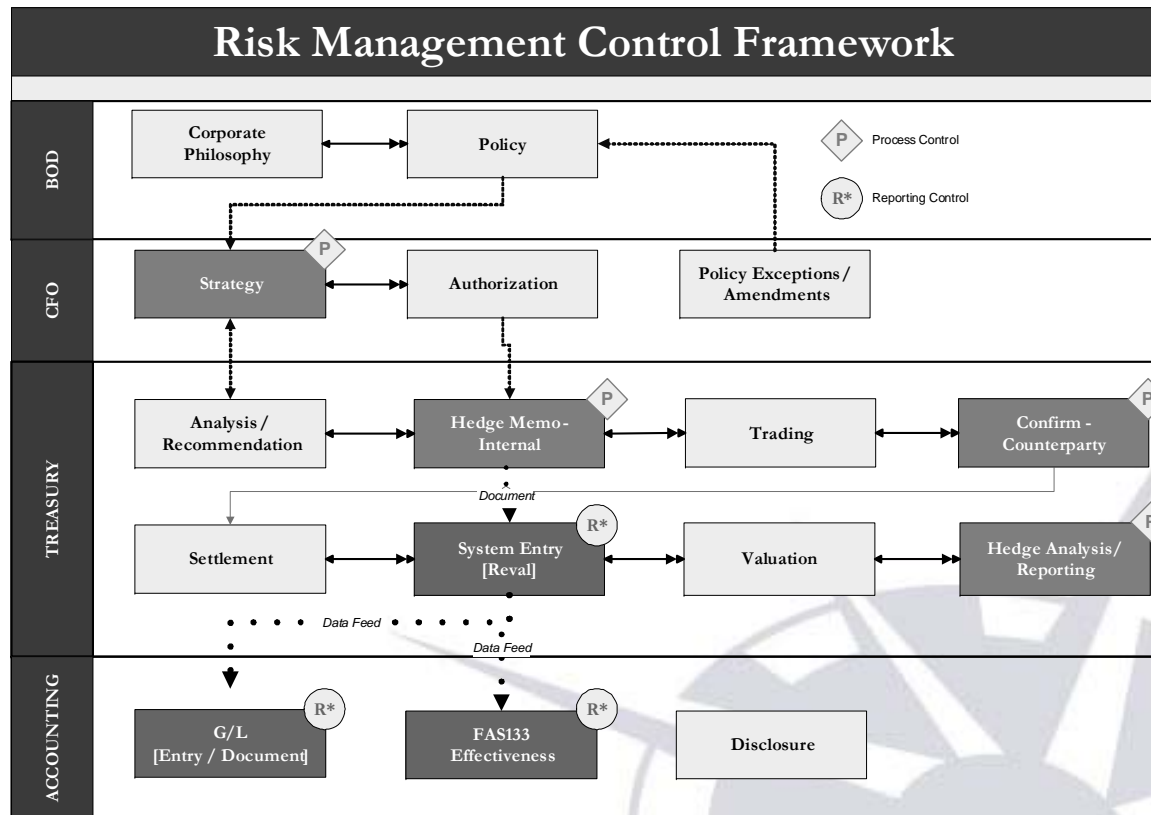 Risk Management Control Framework
BOD
Corporate
Philosophy
Policy
P
Process Control
R*
Reporting Control
CFO
Strategy
P
Authorization
Policy Exceptions/
Amendments
TREASURY
Analysis /
Recommendation
Hedge Memo -
Internal
P
Trading
Confirm -
Counterparty
P
Document
Settlement
System Entry
[Reval]
R*
Valuation
Hedge Analysis/
Reporting
P
Data Feed
Data Feed
ACCOUNTING
G/L
[Entry / Document]
R*
FAS133
Effectiveness
R*
Disclosure